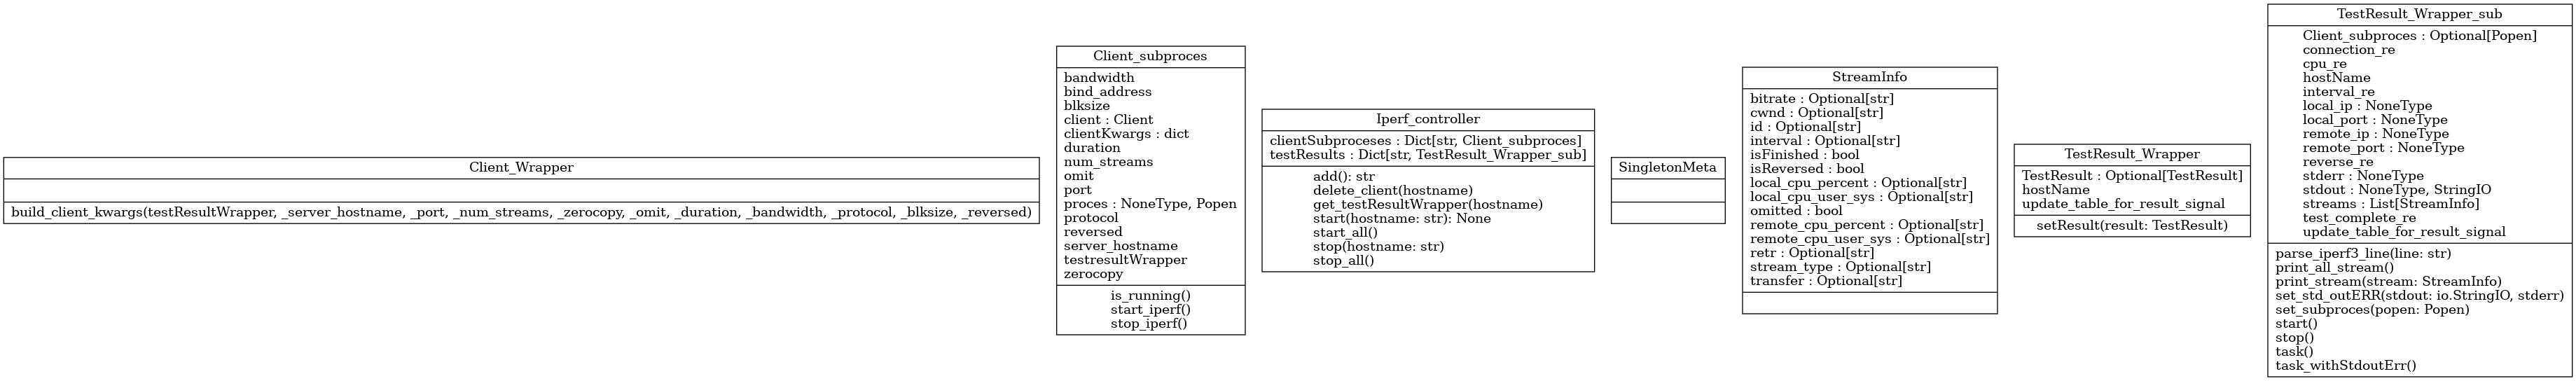 Client_Wrapper
build_client_kwargs(testResultWrapper, _server_hostname, _port, _num_streams, _zerocopy, _omit, _duration, _bandwidth, _protocol, _blksize, _reversed)
Client_subproces
bandwidth
bind_address
blksize
client : Client
clientKwargs : dict
duration
num_streams
omit
port
proces : NoneType, Popen
protocol
reversed
server_hostname
testresultWrapper
zerocopy
is_running()
start_iperf()
stop_iperf()
Iperf_controller
clientSubproceses : Dict[str, Client_subproces]
testResults : Dict[str, TestResult_Wrapper_sub]
add(): str
delete_client(hostname)
get_testResultWrapper(hostname)
start(hostname: str): None
start_all()
stop(hostname: str)
stop_all()
SingletonMeta
StreamInfo
bitrate : Optional[str]
cwnd : Optional[str]
id : Optional[str]
interval : Optional[str]
isFinished : bool
isReversed : bool
local_cpu_percent : Optional[str]
local_cpu_user_sys : Optional[str]
omitted : bool
remote_cpu_percent : Optional[str]
remote_cpu_user_sys : Optional[str]
retr : Optional[str]
stream_type : Optional[str]
transfer : Optional[str]
TestResult_Wrapper
TestResult : Optional[TestResult]
hostName
update_table_for_result_signal
setResult(result: TestResult)
TestResult_Wrapper_sub
Client_subproces : Optional[Popen]
connection_re
cpu_re
hostName
interval_re
local_ip : NoneType
local_port : NoneType
remote_ip : NoneType
remote_port : NoneType
reverse_re
stderr : NoneType
stdout : NoneType, StringIO
streams : List[StreamInfo]
test_complete_re
update_table_for_result_signal
parse_iperf3_line(line: str)
print_all_stream()
print_stream(stream: StreamInfo)
set_std_outERR(stdout: io.StringIO, stderr)
set_subproces(popen: Popen)
start()
stop()
task()
task_withStdoutErr()